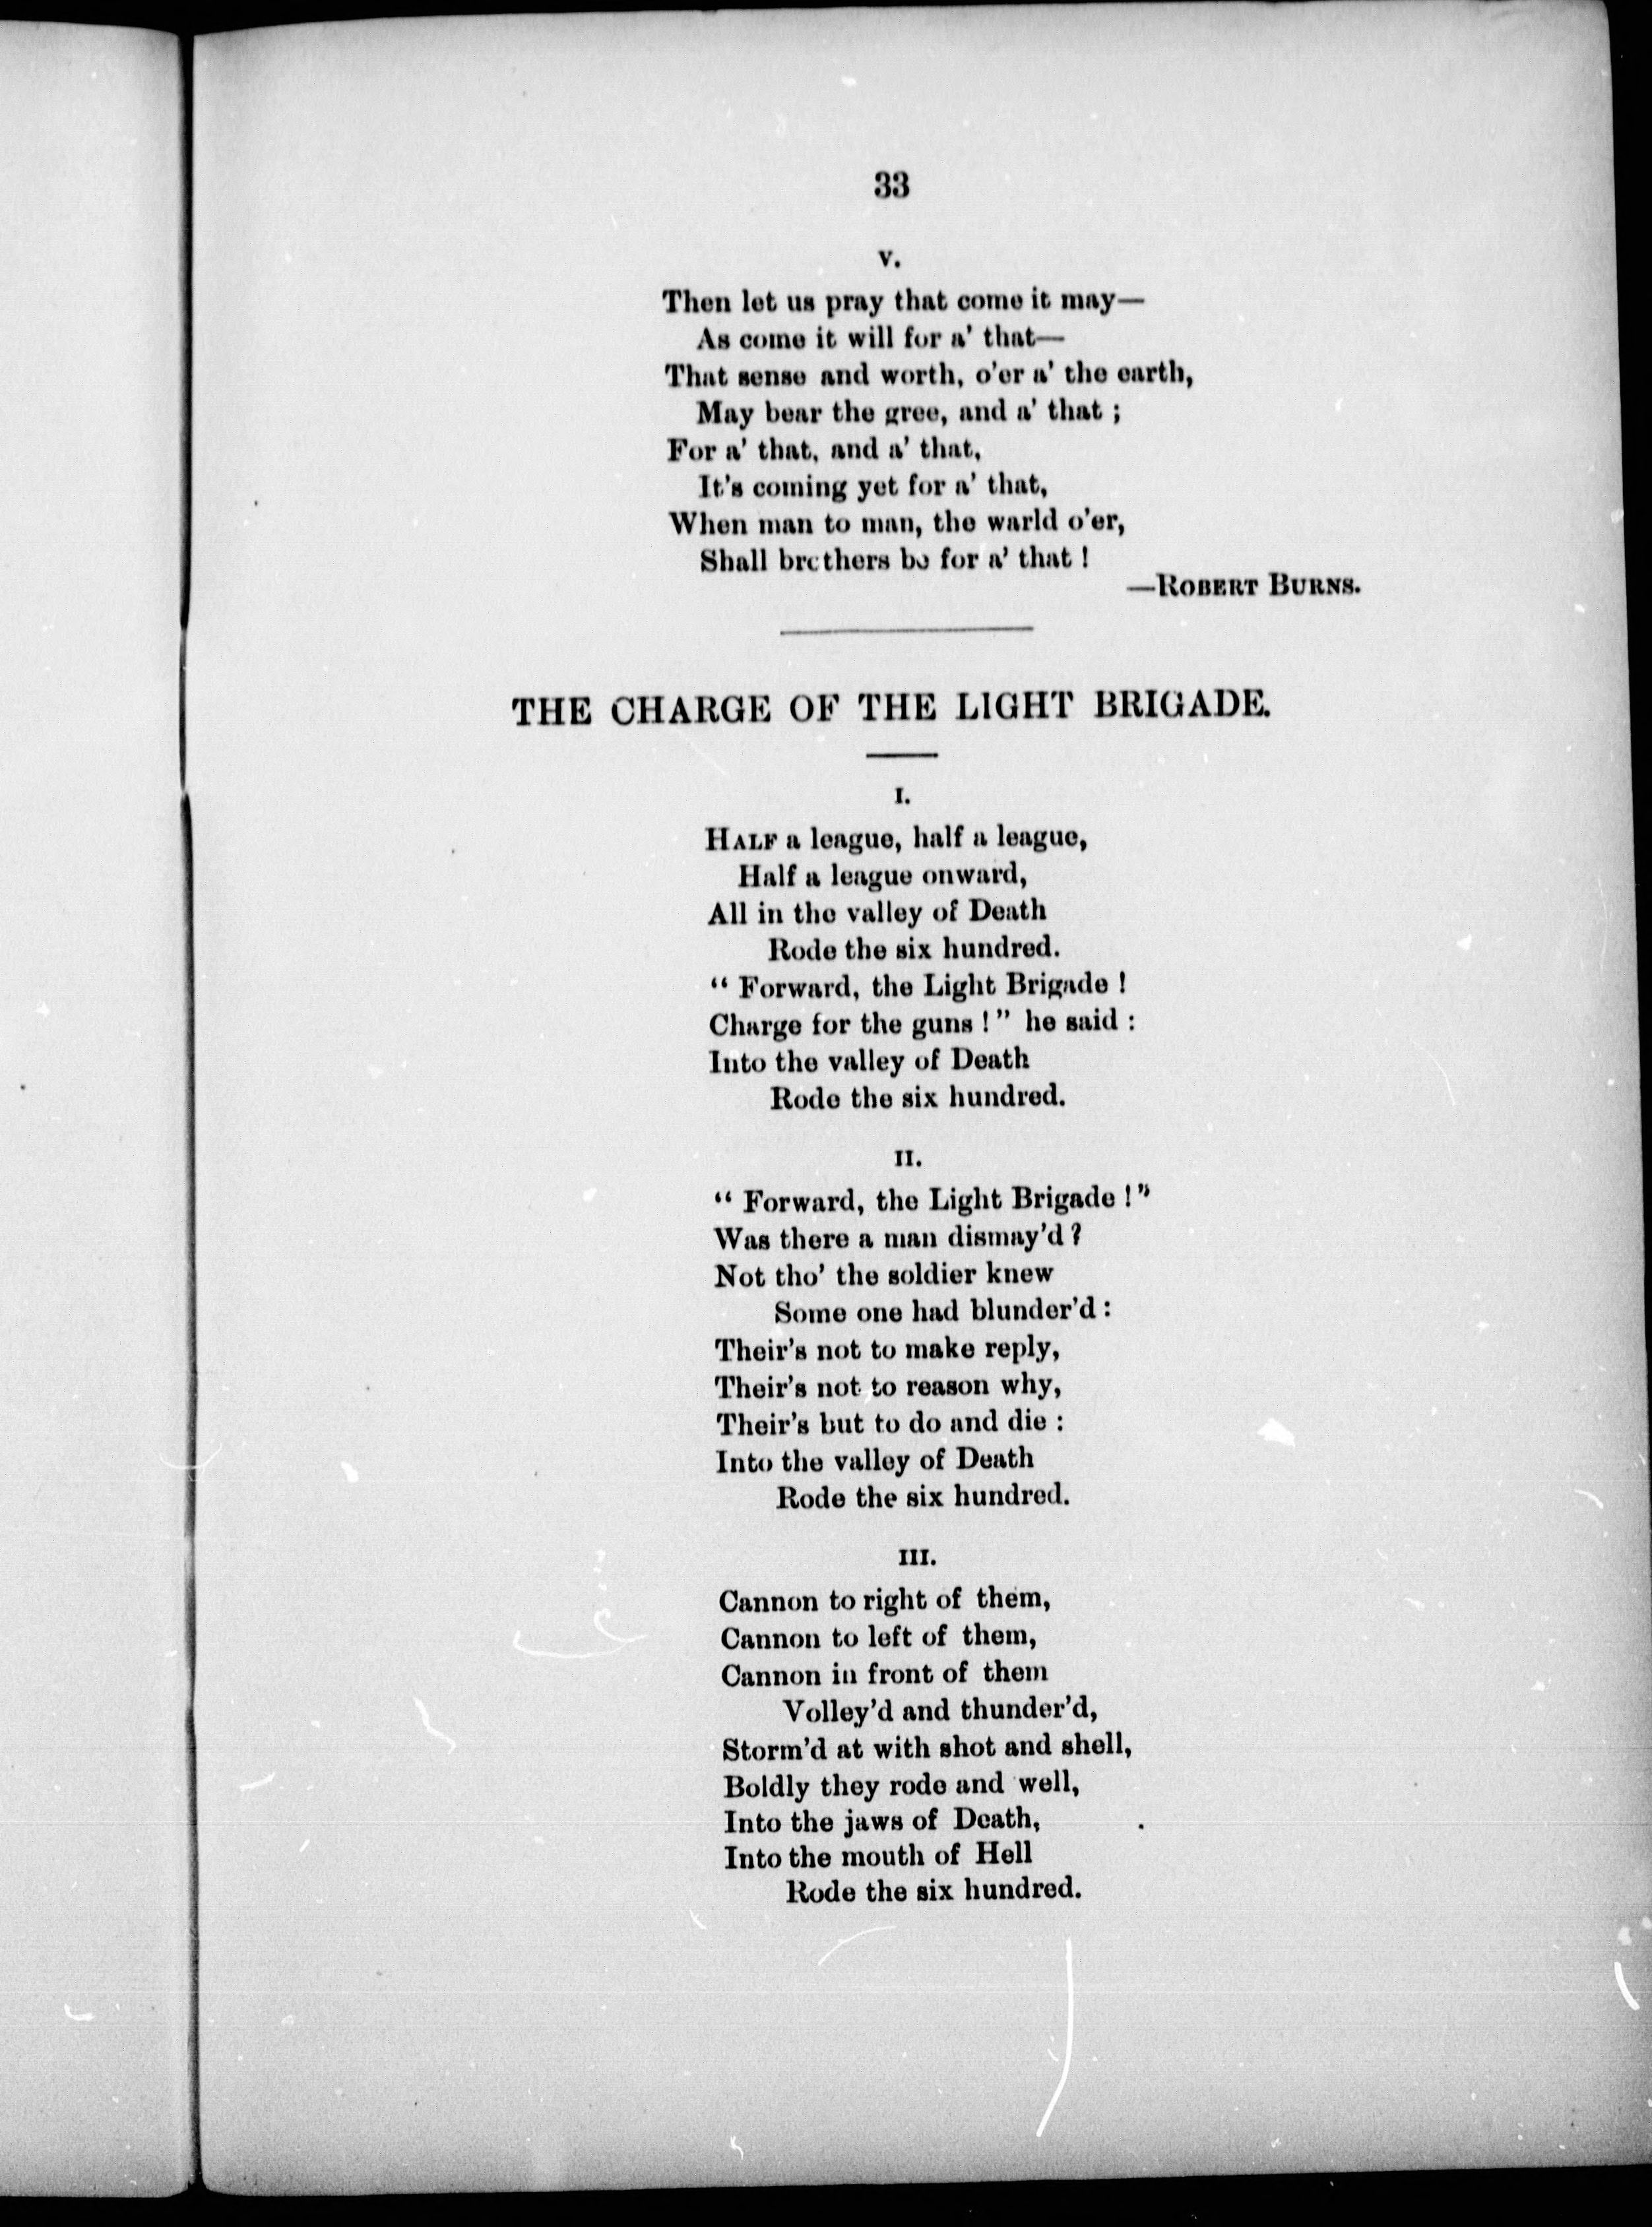 33
V.
Then let us pray that come it may—
As come it will for a' that—
That sense and worth, o'er a' the earth,
May bear the gree, and a' that ;
For a' that, and a' that,
It's coming yet for a' that,
When man to man, the warld o'er,
Shall brothers be for a' that !
—ROBERT BURNS.
THE CHARGE OF THE LIGHT BRIGADE.
I.
HALF a league, half a league,
Half a league onward,
All in the valley of Death
Rode the six hundred.
“ Forward, the Light Brigade !
Charge for the guns ! ” he said :
Into the valley of Death
Rode the six hundred.
II.
“ Forward, the Light Brigade ! ”
Was there a man dismay'd ?
Not tho' the soldier knew
Some one had blunder'd :
Their's not to make reply,
Their's not to reason why,
Their's but to do and die :
Into the valley of Death
Rode the six hundred.
III.
Cannon to right of them,
Cannon to left of them,
Cannon in front of them
Volley'd and thunder'd,
Storm'd at with shot and shell,
Boldly they rode and well,
Into the jaws of Death,
Into the mouth of Hell
Rode the six hundred.